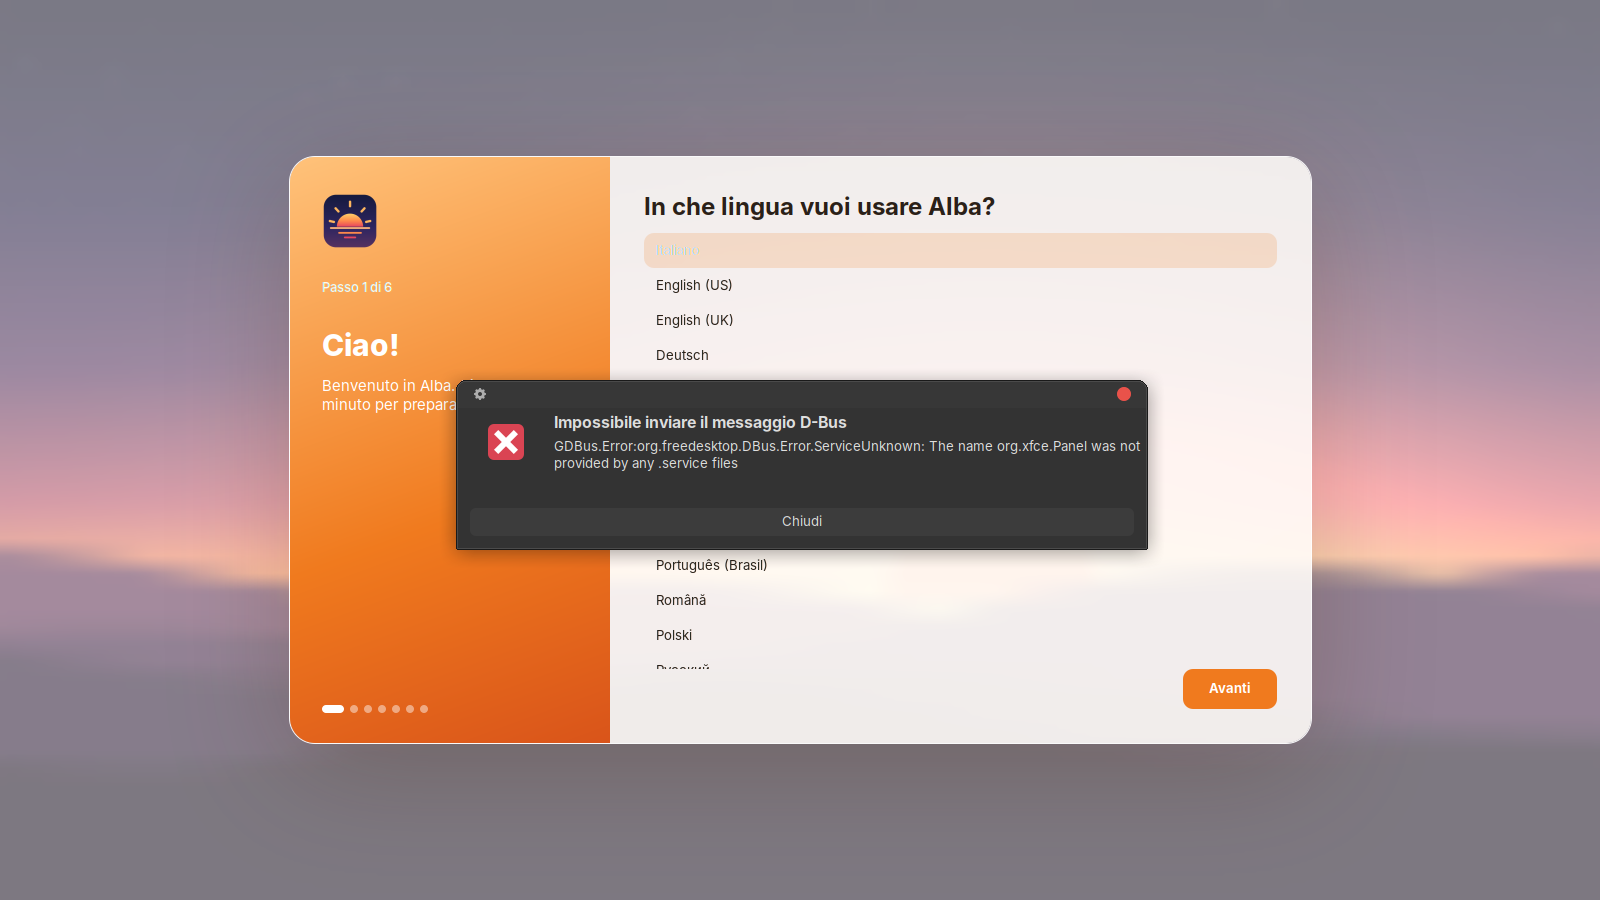 In che lingua vuoi usare Alba?
Italiano
English (US)
English (UK)
Deutsch
Passo 1 di 6
Ciao!
Benvenuto in Alba.
minuto per prepara
Impossibile inviare il messaggio D-Bus
GDBus.Error:org.freedesktop.DBus.Error.ServiceUnknown: The name org.xfce.Panel was not
provided by any .service files
Chiudi
Português (Brasil)
Română
Polski
Русский
Avanti